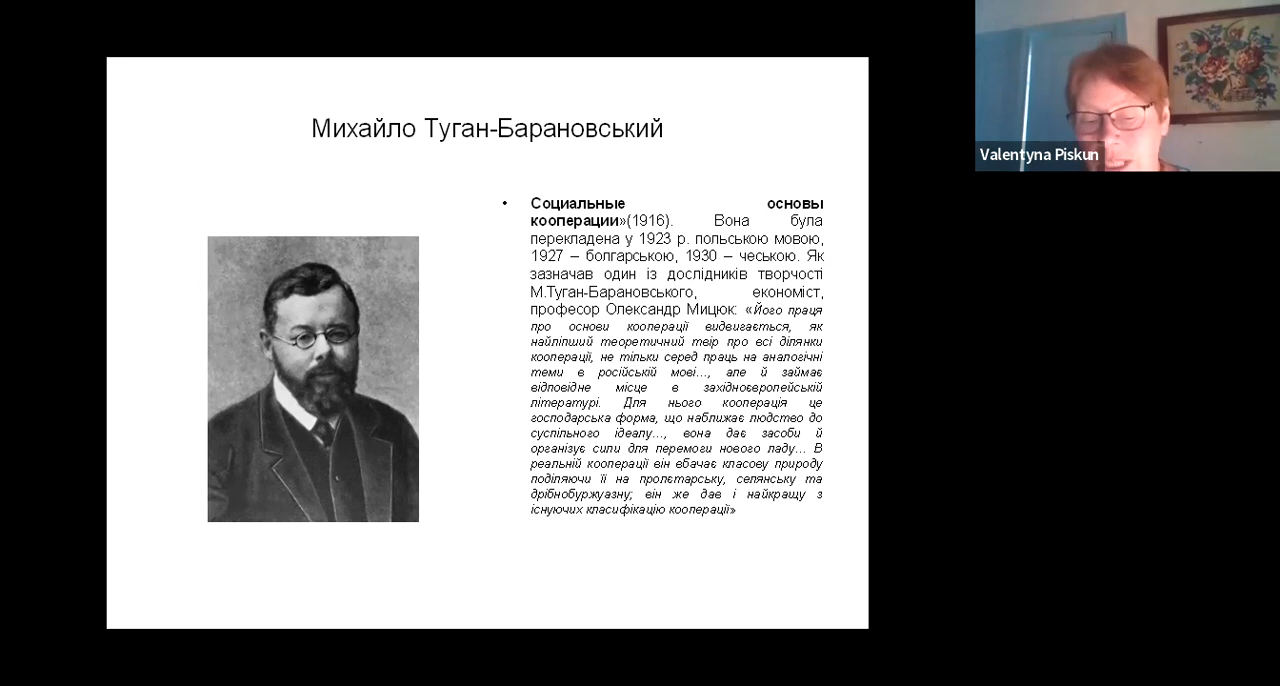 Михайло Туган-Барановський
• Социальные основы
кооперации»(1916). Вона була
перекладена у 1923 р. польською мовою,
1927 – болгарською, 1930 – чеською. Як
зазначав один із дослідників творчості
М.Туган-Барановського, економіст,
професор Олександр Мицюк: «Його праця
про основи кооперації видвигається, як
найліпший теоретичний твір про всі ділянки
кооперації, не тільки серед праць на аналогічні
теми в російській мові..., але й займає
відповідне місце в західноєвропейській
літературі. Для нього кооперація це
господарська форма, що наближає людство до
суспільного ідеалу..., вона дає засоби й
організує сили для перемоги нового ладу... В
реальній кооперації він вбачає класову природу
поділяючи її на пролєтарську, селянську та
дрібнобуржуазну; він же дав і найкращу з
існуючих класифікацію кооперації»
Valentyna Piskun